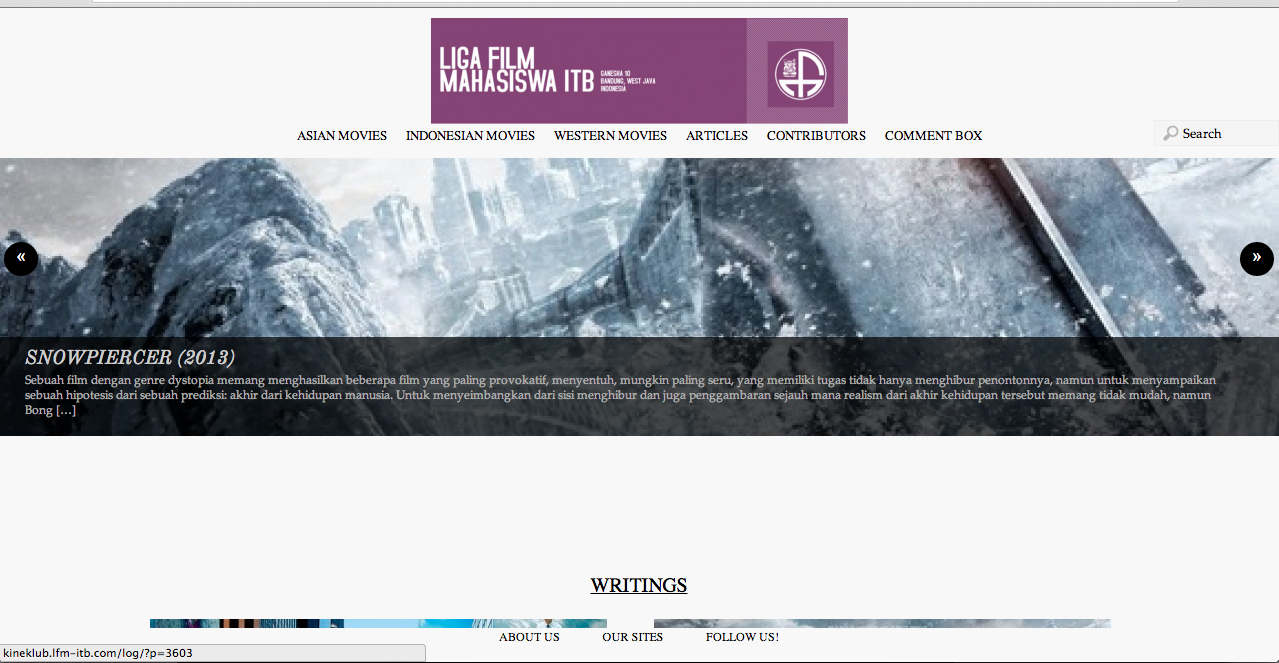 LIGA FILM
MAHASISWA ITB
GANESHA 10
BANDUNG, WEST JAVA
INDONESIA
ASIAN MOVIES INDONESIAN MOVIES WESTERN MOVIES ARTICLES CONTRIBUTORS COMMENT BOX
Search
«
»
SNOWPIERCER (2013)
Sebuah film dengan genre dystopia memang menghasilkan beberapa film yang paling provokatif, menyentuh, mungkin paling seru, yang memiliki tugas tidak hanya menghibur penontonnya, namun untuk menyampaikan
sebuah hipotesis dari sebuah prediksi: akhir dari kehidupan manusia. Untuk menyeimbangkan dari sisi menghibur dan juga penggambaran sejauh mana realism dari akhir kehidupan tersebut memang tidak mudah, namun
Bong [...]
WRITINGS
ABOUT US OUR SITES FOLLOW US!
kineklub.lfm-itb.com/log/?p=3603